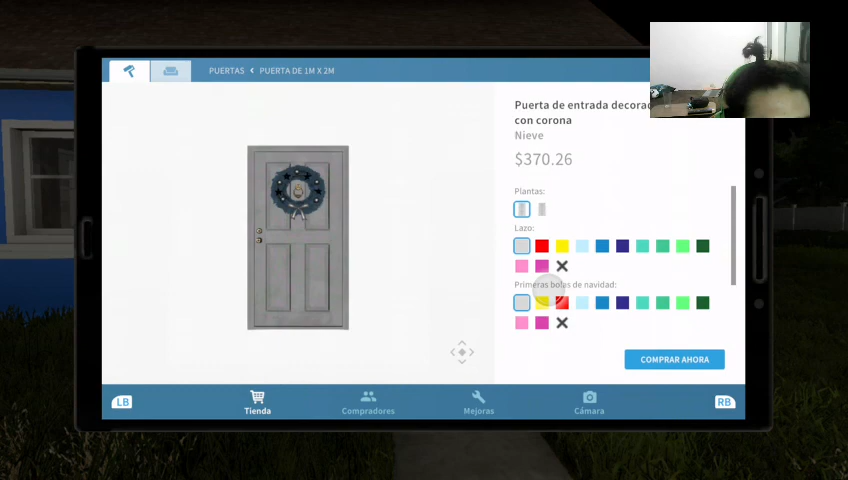 PUERTAS < PUERTA DE 1M X 2M
Puerta de entrada decorad
con corona
Nieve
$370.26
Plantas:
Lazo:
Primeras bolas de navidad:
COMPRAR AHORA
LB
Tienda
Compradores
Mejoras
Cámara
RB